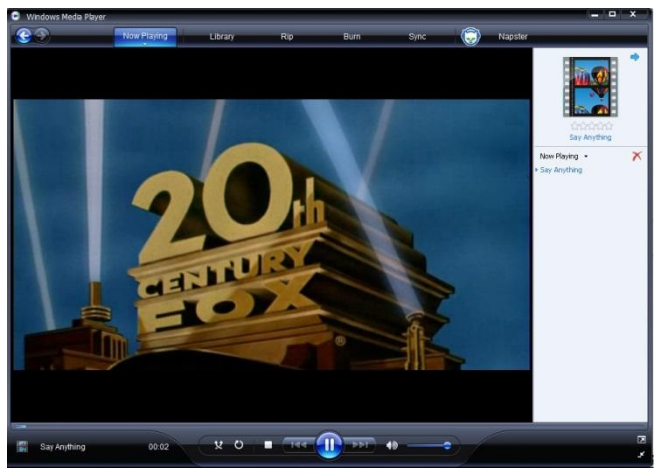 Windows Media Player
Now Playing Library Rip Burn Sync Napster
20th
CENTURY
FOX
®
Say Anything
Now Playing
Say Anything
Say Anything 00:02